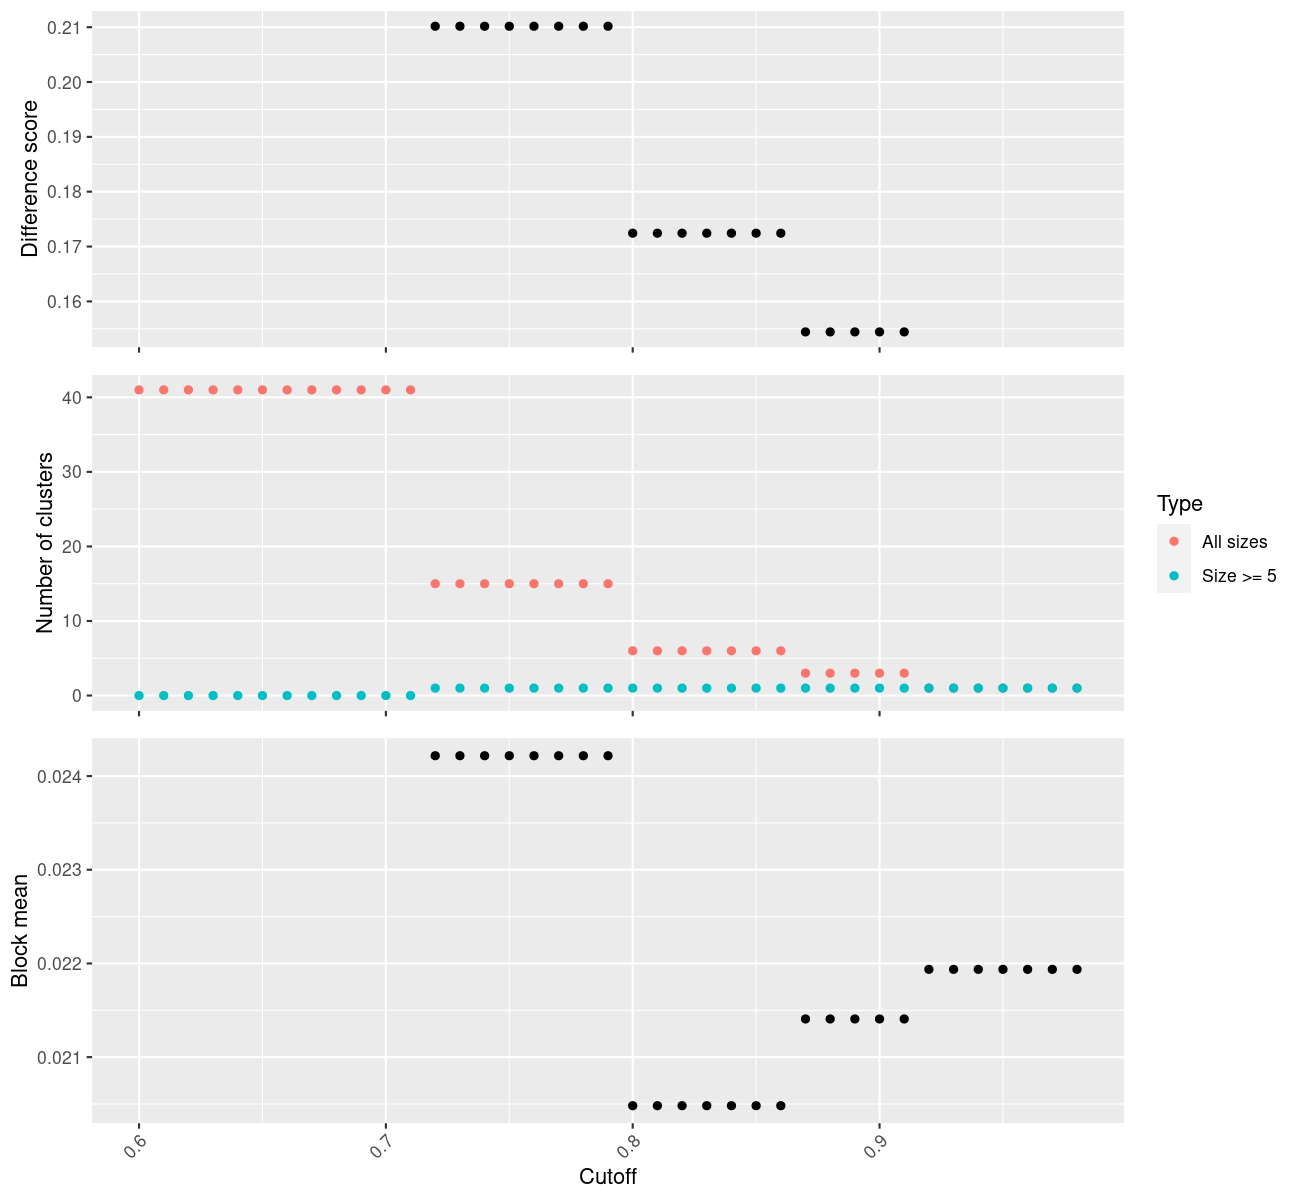 Difference score
0.21
0.20
0.19
0.18
0.17
0.16
Number of clusters
40
30
20
10
0
Type
All sizes
Size >= 5
Block mean
0.024
0.023
0.022
0.021
0.6
0.7
0.8
0.9
Cutoff